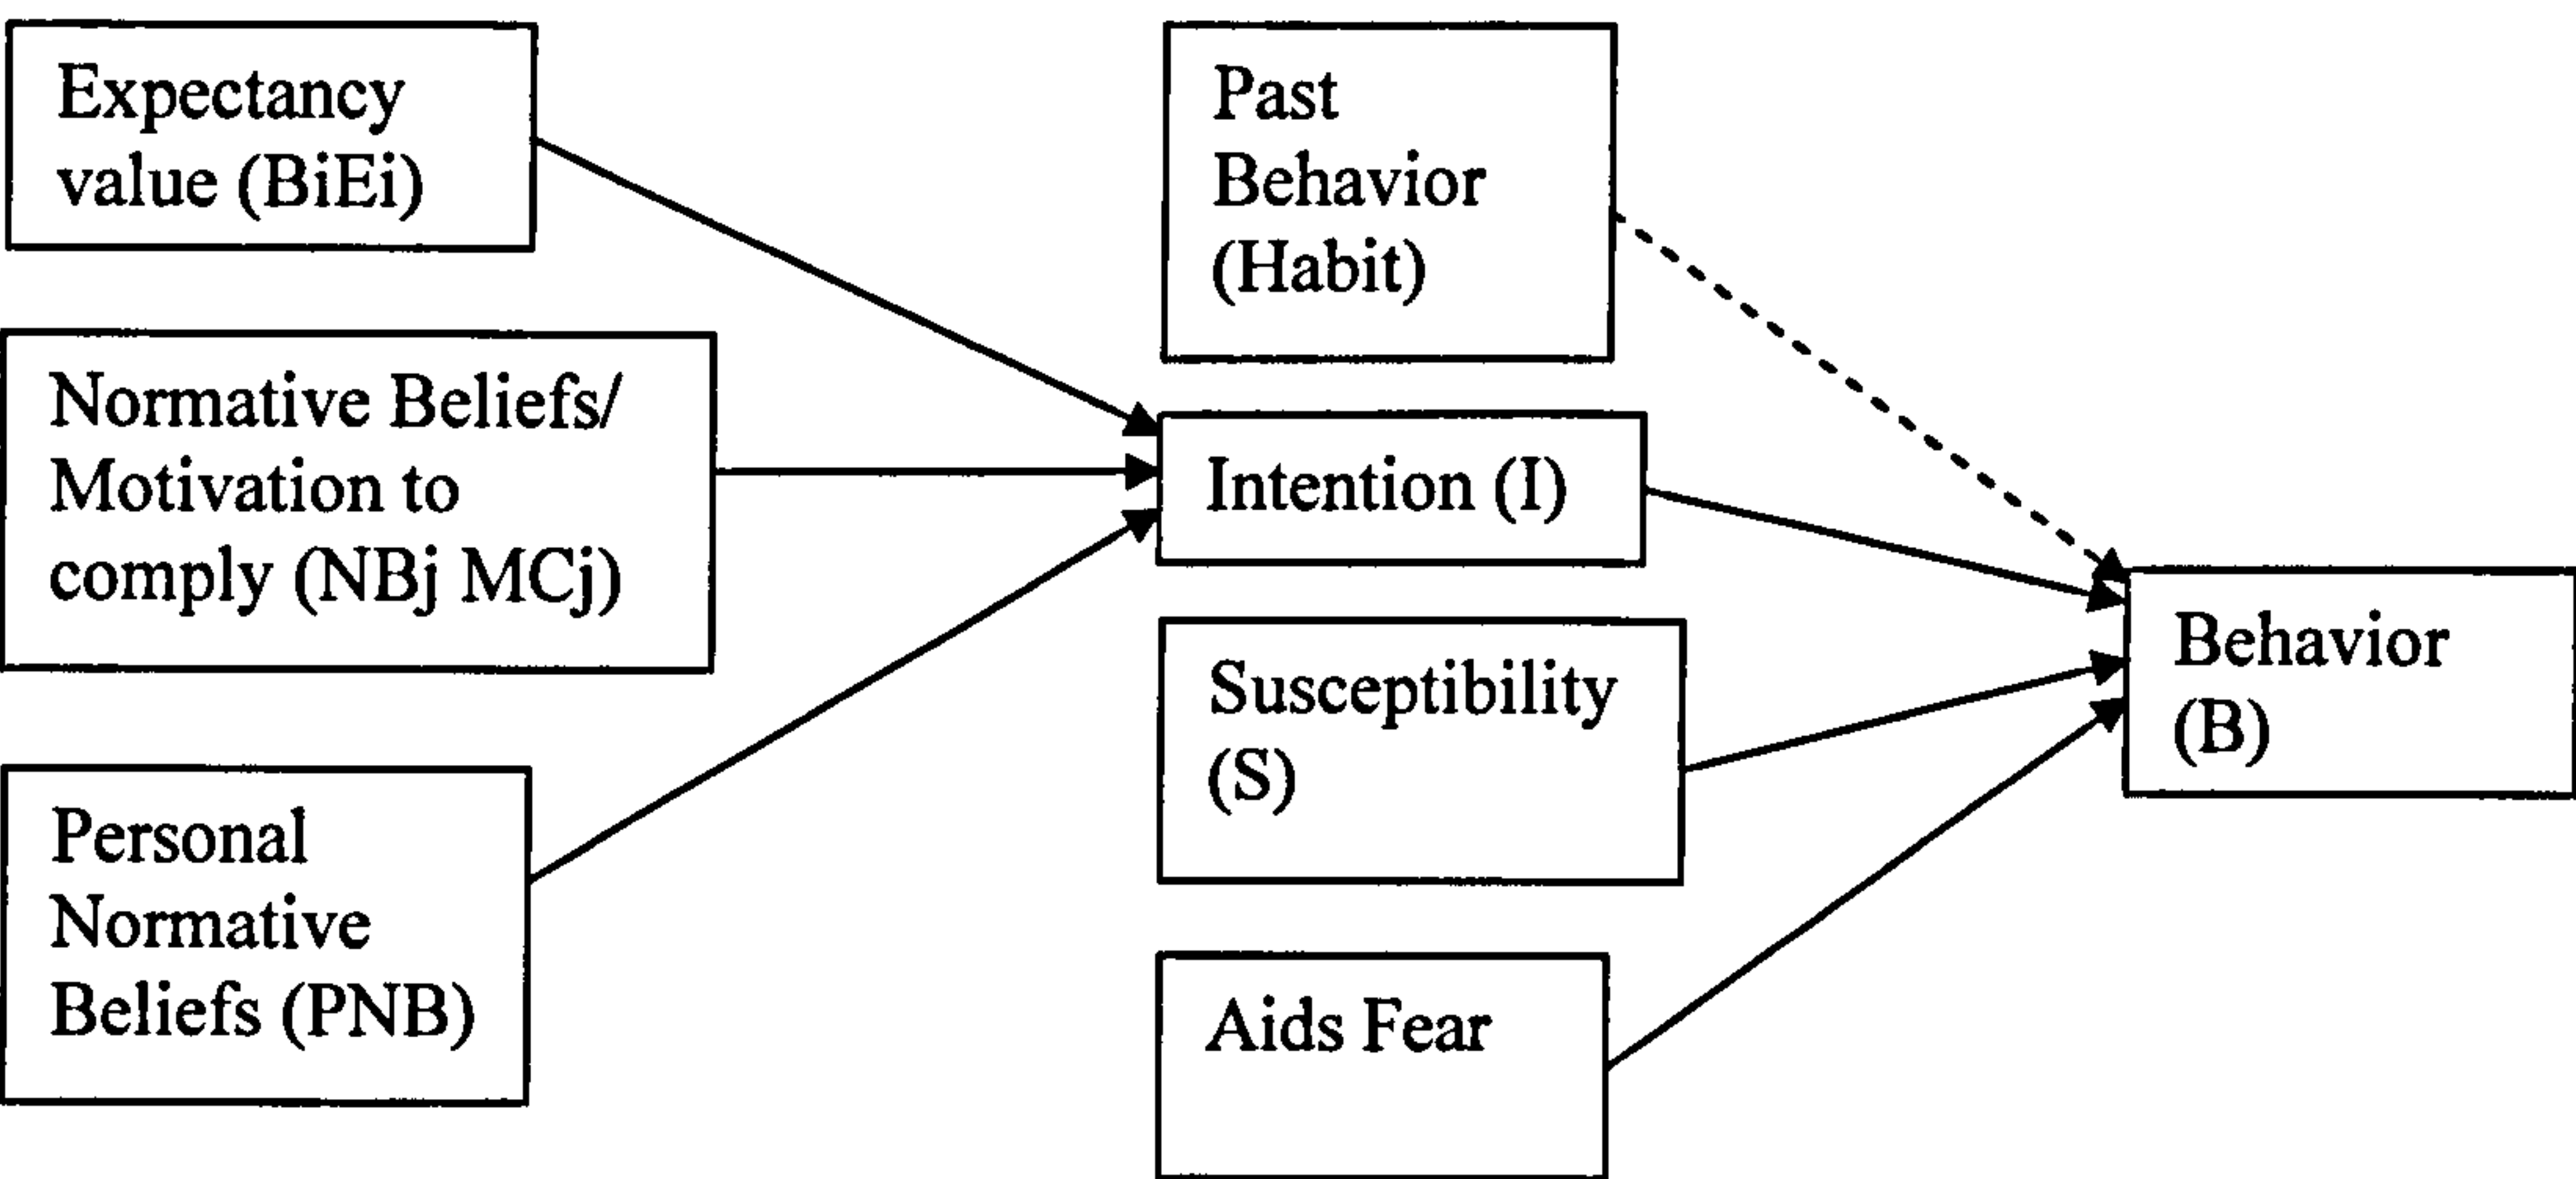 Expectancy
value (BiEi)
Normative Beliefs/
Motivation to
comply (NBj MCj)
Personal
Normative
Beliefs (PNB)
Past
Behavior
(Habit)
Intention (I)
Susceptibility
(S)
Aids Fear
Behavior
(B)